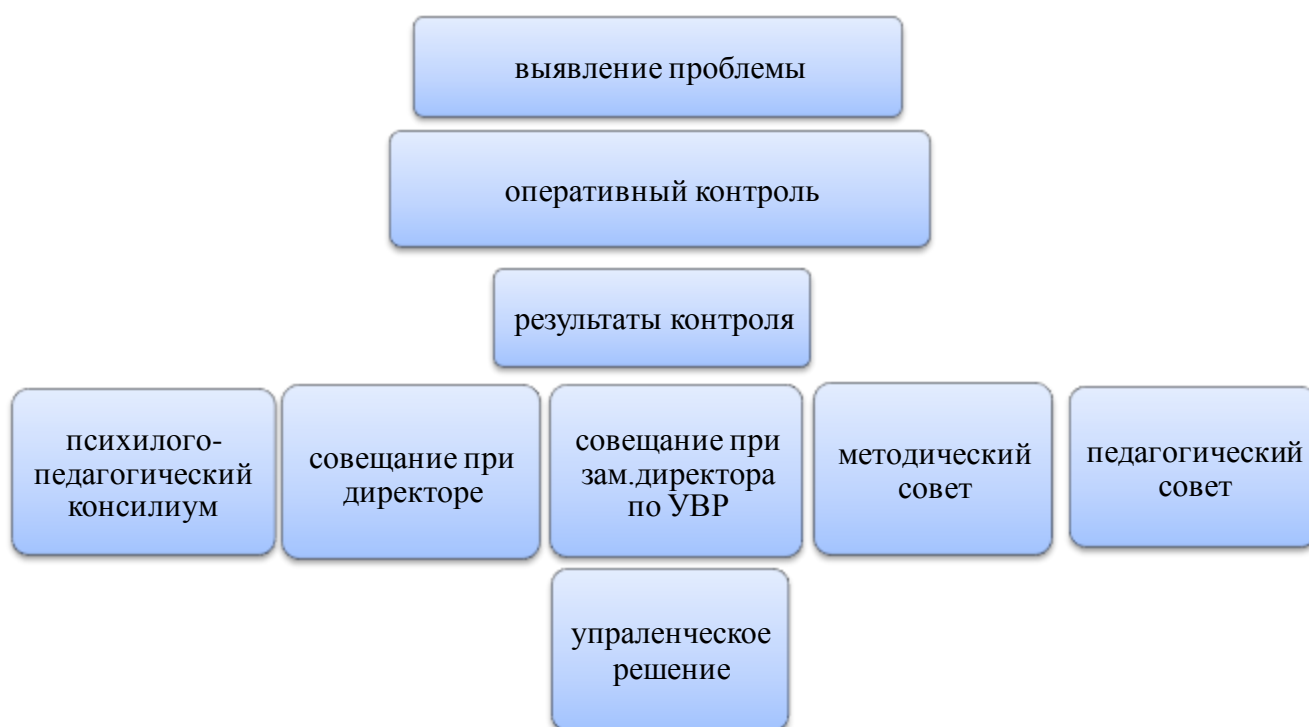 выявление проблемы
оперативный контроль
результаты контроля
психилого-
педагогический
консилиум
совещание при
директоре
совещание при
зам.директора
по УВР
методический
совет
педагогический
совет
упраленческое
решение